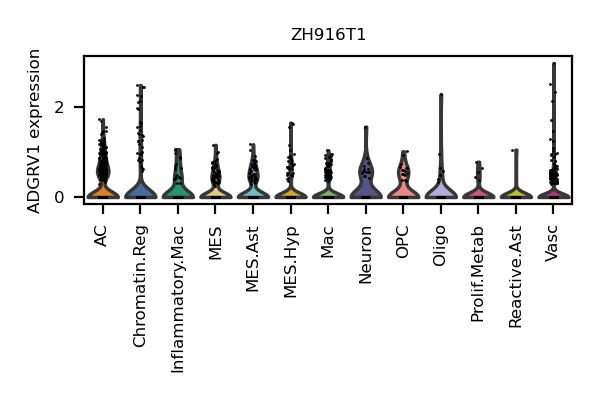 ZH916T1
ADGRV1 expression
2
0
AC
Chromatin.Reg
Inflammatory.Mac
MES
MES.Ast
MES.Hyp
Mac
Neuron
OPC
Oligo
Prolif.Metab
Reactive.Ast
Vasc